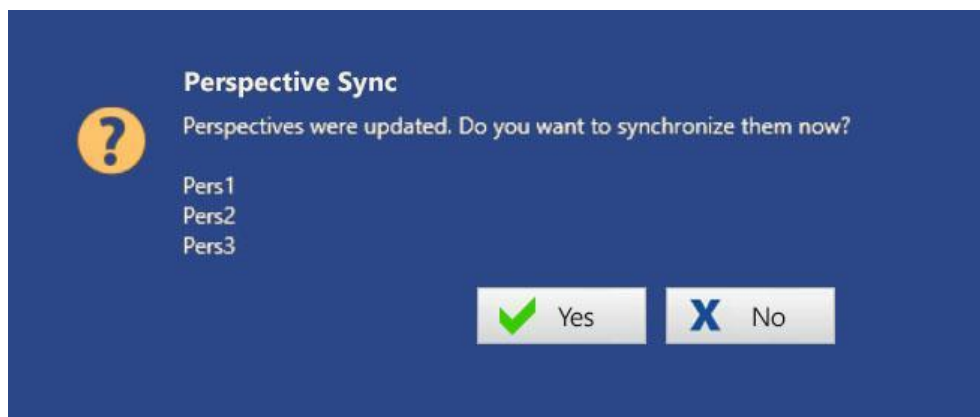 Perspective Sync
Perspectives were updated. Do you want to synchronize them now?
Pers1
Pers2
Pers3
Yes
No